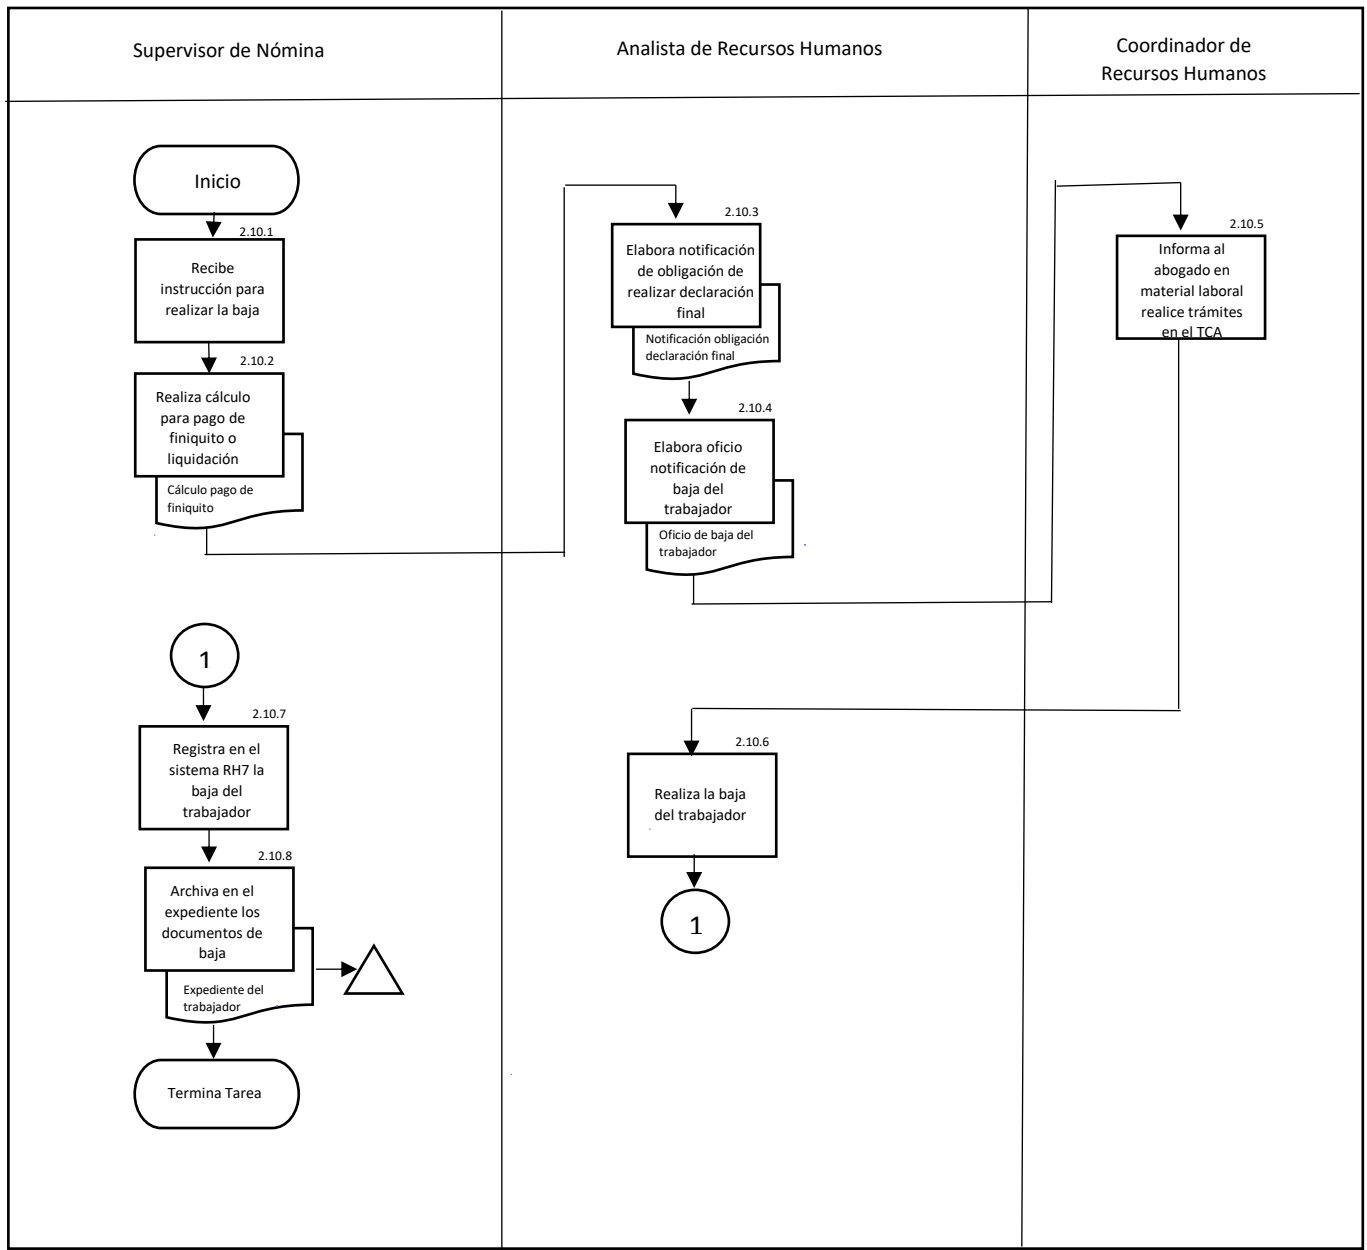 Supervisor de Nómina
Analista de Recursos Humanos
Coordinador de
Recursos Humanos
Inicio
2.10.1
Recibe
instrucción para
realizar la baja
2.10.2
Realiza cálculo
para pago de
finiquito o
liquidación
Cálculo pago de
finiquito
2.10.3
Elabora notificación
de obligación de
realizar declaración
final
Notificación obligación
declaración final
2.10.4
Elabora oficio
notificación de
baja del
trabajador
Oficio de baja del
trabajador
2.10.5
Informa al
abogado en
material laboral
realice trámites
en el TCA
2.10.6
Realiza la baja
del trabajador
1
1
2.10.7
Registra en el
sistema RH7 la
baja del
trabajador
2.10.8
Archiva en el
expediente los
documentos de
baja
Expediente del
trabajador
Termina Tarea